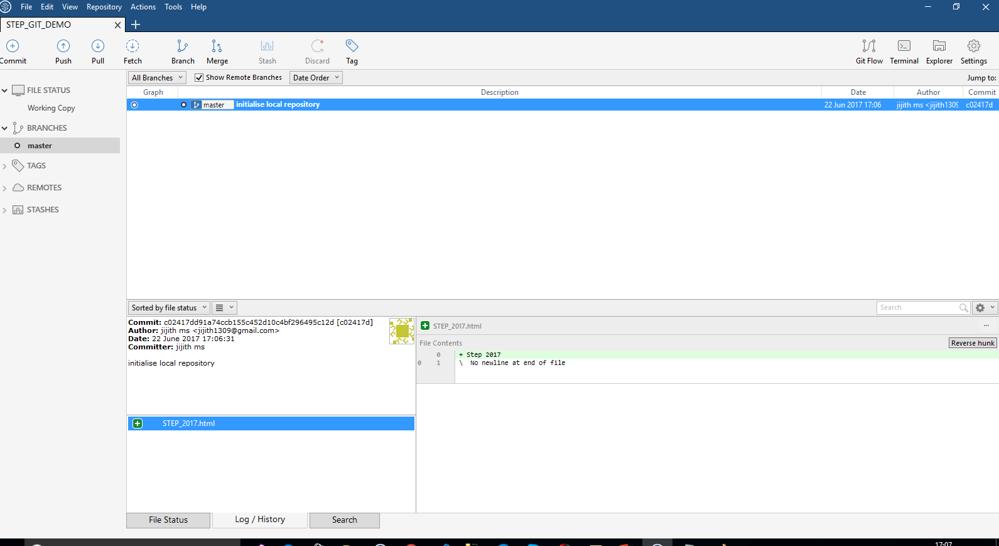 File Edit View Repository Actions Tools Help
STEP_GIT_DEMO
Commit Push Pull Fetch Branch Merge Stash Discard Tag Git Flow Terminal Explorer Settings
All Branches Show Remote Branches Date Order Jump to:
FILE STATUS
Working Copy
BRANCHES
master
TAGS
REMOTES
STASHES
Graph Description Date Author Commit
master initialise local repository 22 Jun 2017 17:06 jijith ms <jijith1309 c02417d
Sorted by file status Search
Commit: c02417dd91a74ccb155c452d10c4bf296495c12d [c02417d]
Author: jijith ms <jijith1309@gmail.com>
Date: 22 June 2017 17:06:31
Committer: jijith ms
initialise local repository
STEP_2017.html
STEP_2017.html
File Contents Reverse hunk
0 + Step 2017
0 1 \ No newline at end of file
File Status Log / History Search
17:07